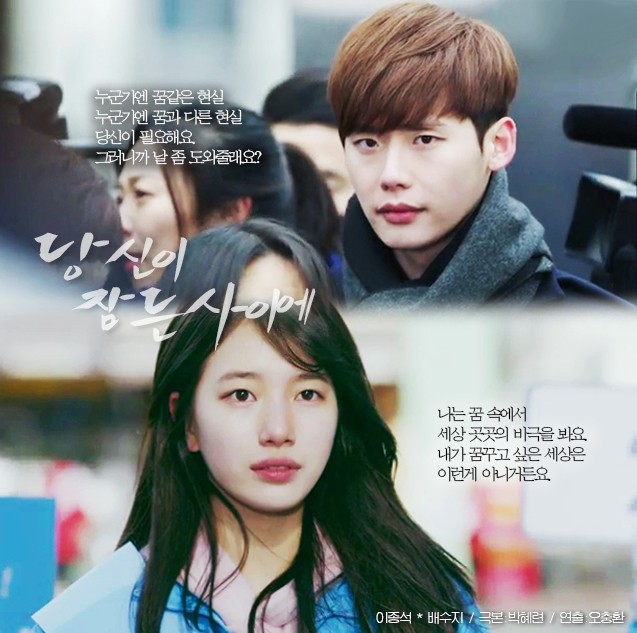 누군가엔 꿈같은 현실
누군가엔 꿈과 다른 현실
당신이 필요해요.
그러니까 날 좀 도와줄래요?
당신이
잠든 사이에
나는 꿈 속에서
세상 곳곳의 비극을 봐요.
내가 꿈꾸고 싶은 세상은
이런게 아니거든요.
이종석 * 배수지 / 극본 박혜련 / 연출 오충환